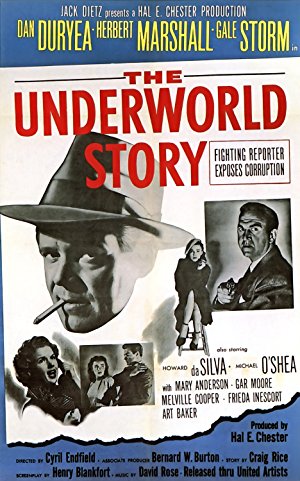 JACK DIETZ presents a HAL E. CHESTER PRODUCTION
DAN DURYEA · HERBERT MARSHALL · GALE STORM
in
THE
UNDERWORLD
STORY
FIGHTING REPORTER
EXPOSES CORRUPTION
also starring
HOWARD daSILVA · MICHAEL O'SHEA
with MARY ANDERSON · GAR MOORE
MELVILLE COOPER · FRIEDA INESCORT
ART BAKER
Produced by
Hal E. Chester
DIRECTED BY Cyril Endfield · ASSOCIATE PRODUCER Bernard W. Burton · STORY BY Craig Rice
SCREENPLAY BY Henry Blankfort · MUSIC BY David Rose · Released thru United Artists